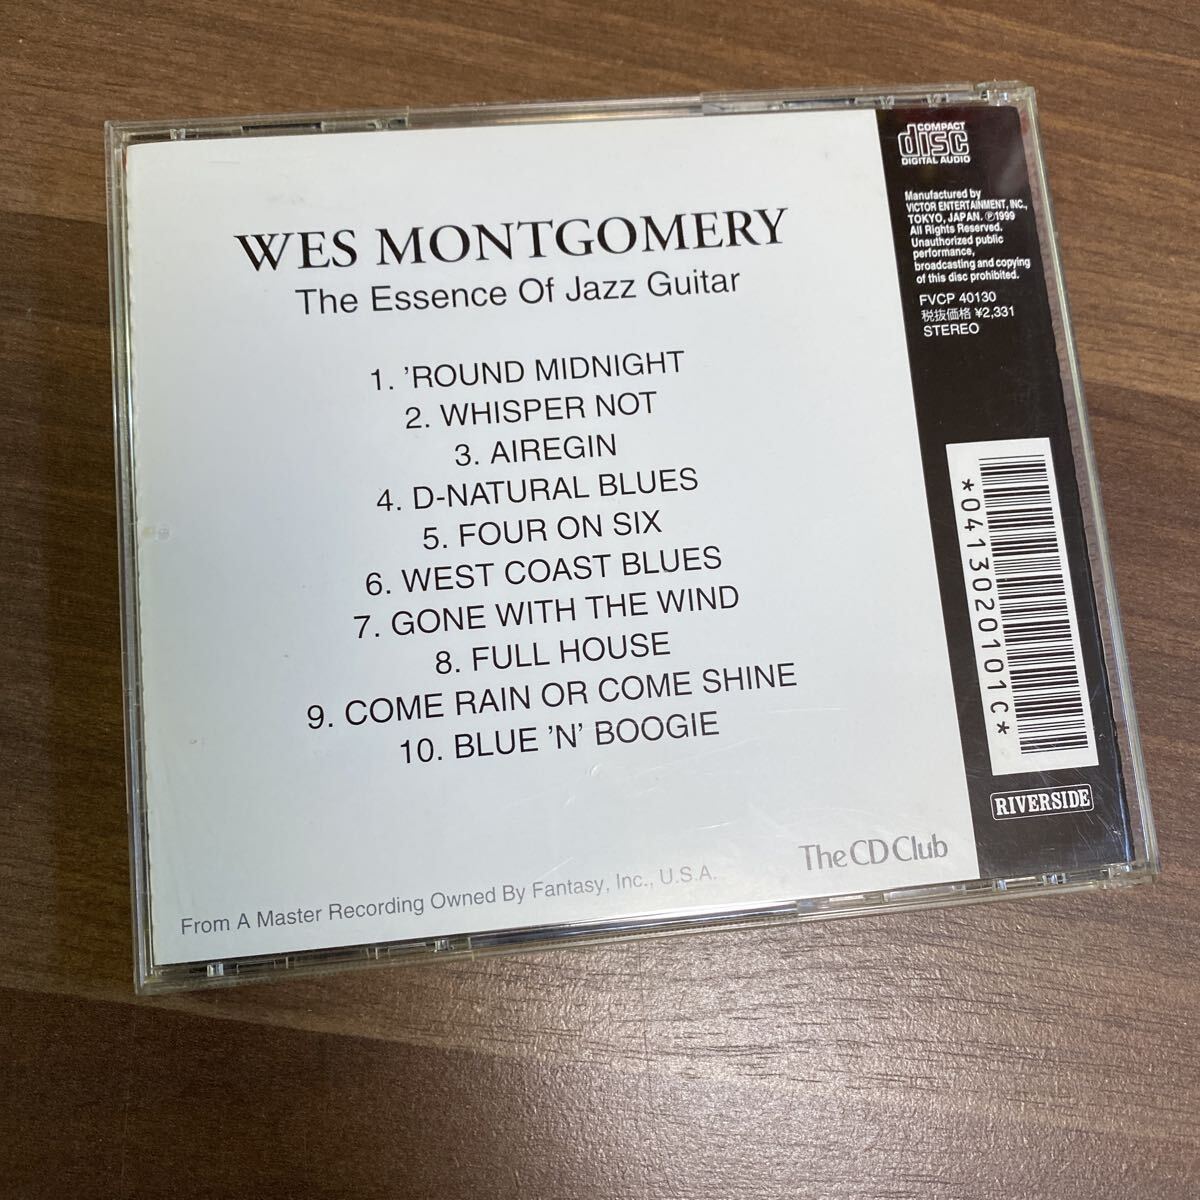 WES MONTGOMERY
The Essence Of Jazz Guitar
1. ’ROUND MIDNIGHT
2. WHISPER NOT
3. AIREGIN
4. D-NATURAL BLUES
5. FOUR ON SIX
6. WEST COAST BLUES
7. GONE WITH THE WIND
8. FULL HOUSE
9. COME RAIN OR COME SHINE
10. BLUE ’N’ BOOGIE
The CD Club
From A Master Recording Owned By Fantasy, Inc., U.S.A.
COMPACT
disc
DIGITAL AUDIO
Manufactured by
VICTOR ENTERTAINMENT, INC.,
TOKYO, JAPAN. ℗1999
All Rights Reserved.
Unauthorized public
performance,
broadcasting and copying
of this disc prohibited.
FVCP 40130
税抜価格 ¥2,331
STEREO
*0413020101C*
RIVERSIDE